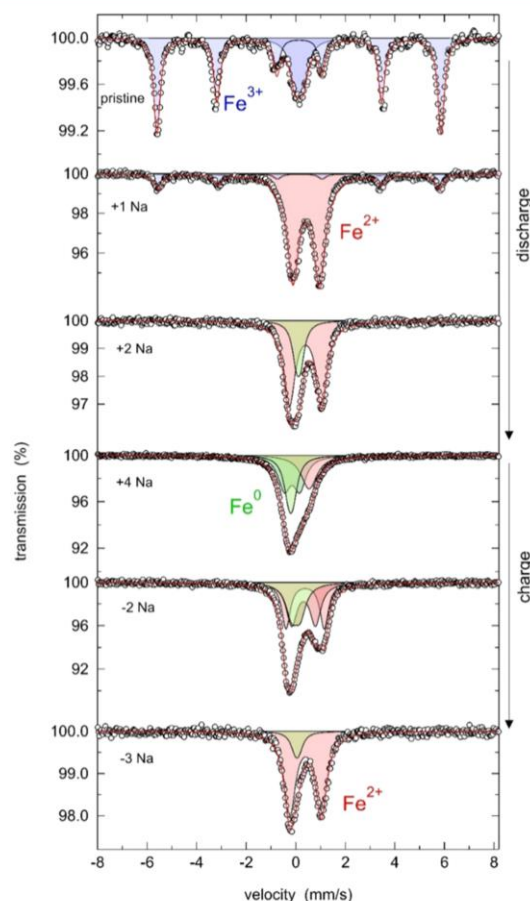 100.0
99.6
99.2
pristine
Fe3+
100
98
96
+1 Na
Fe2+
discharge
100
99
98
97
+2 Na
100
96
92
+4 Na
Fe0
transmission (%)
100
96
92
-2 Na
charge
100.0
99.0
98.0
-3 Na
Fe2+
-8 -6 -4 -2 0 2 4 6 8
velocity (mm/s)